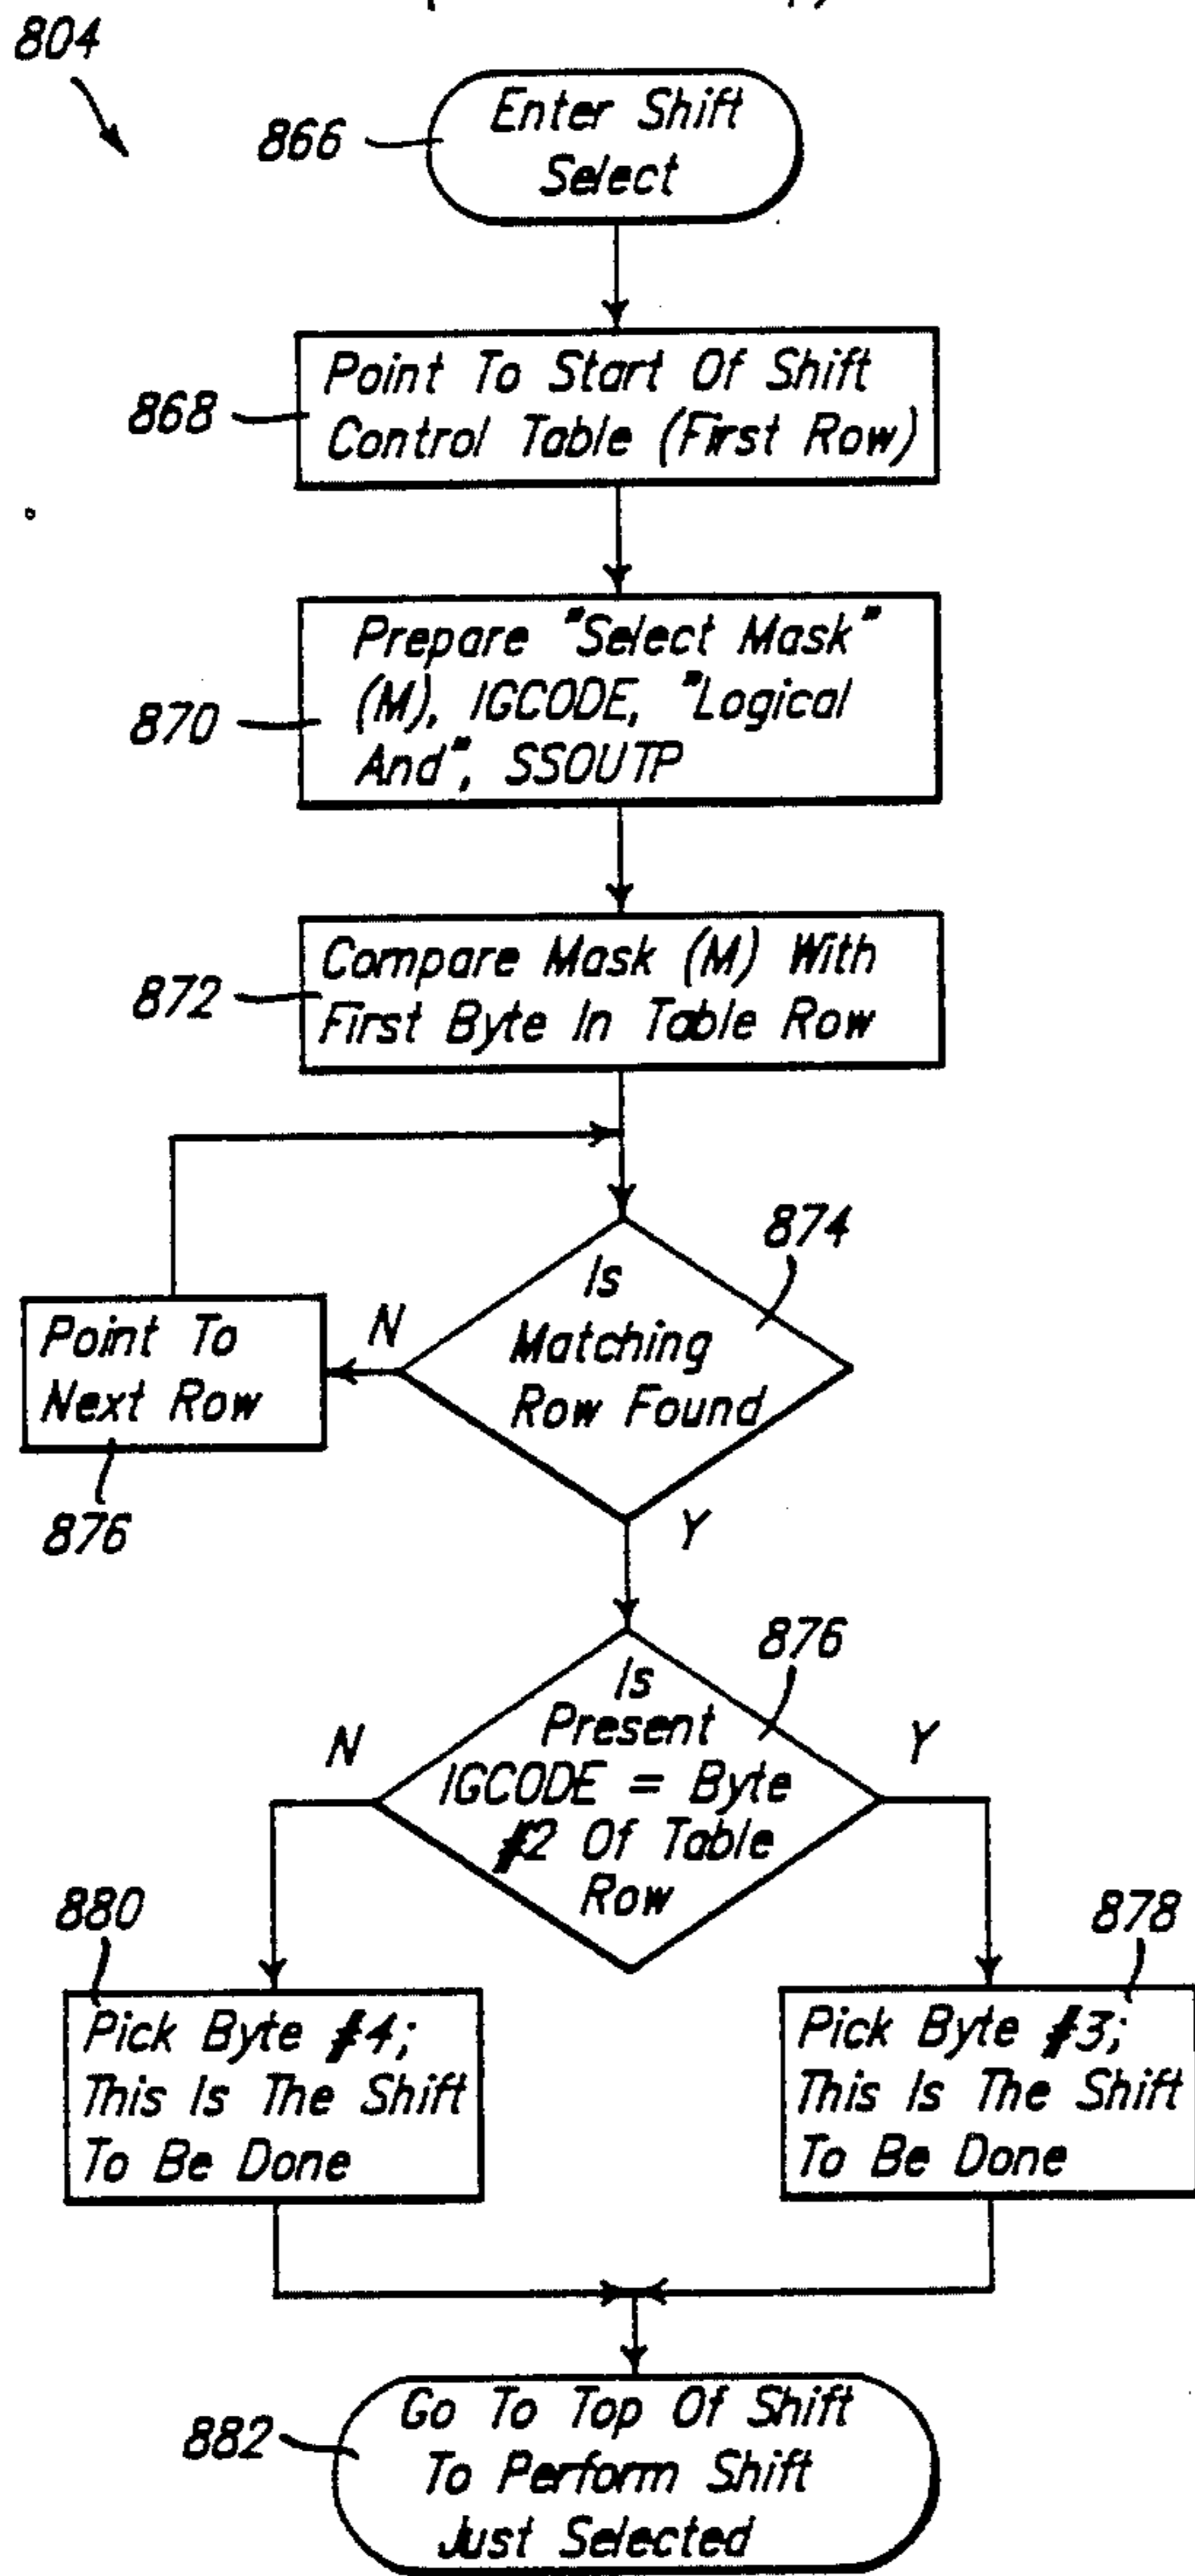 804
866
Enter Shift
Select
868
Point To Start Of Shift
Control Table (First Row)
870
Prepare "Select Mask"
(M), IGCODE, "Logical
And", SSOUTP
872
Compare Mask (M) With
First Byte In Table Row
874
Is
Matching
Row Found
N
Point To
Next Row
876
Y
876
Is
Present
IGCODE = Byte
#2 Of Table
Row
N
Y
880
Pick Byte #4;
This Is The Shift
To Be Done
878
Pick Byte #3;
This Is The Shift
To Be Done
882
Go To Top Of Shift
To Perform Shift
Just Selected